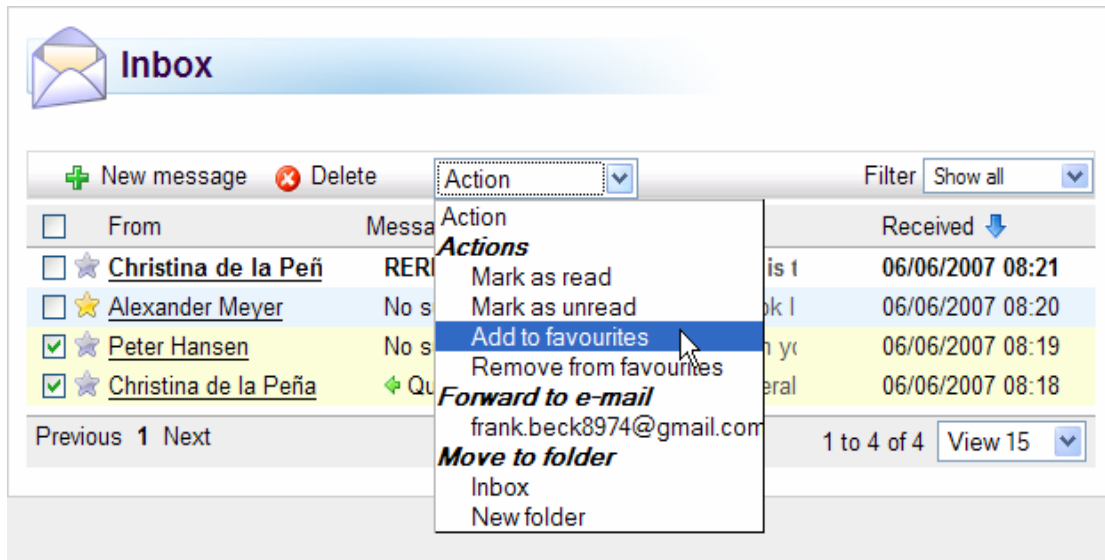 Inbox
New message Delete Action Filter Show all
From Messa Action Received
Actions
Christina de la Peñ RERI Mark as read is t 06/06/2007 08:21
Alexander Meyer No s Mark as unread ok I 06/06/2007 08:20
Peter Hansen No s Add to favourites n yo 06/06/2007 08:19
Remove from favourites
Christina de la Peña Qu Forward to e-mail eral 06/06/2007 08:18
frank.beck8974@gmail.com
Previous 1 Next Move to folder 1 to 4 of 4 View 15
Inbox
New folder